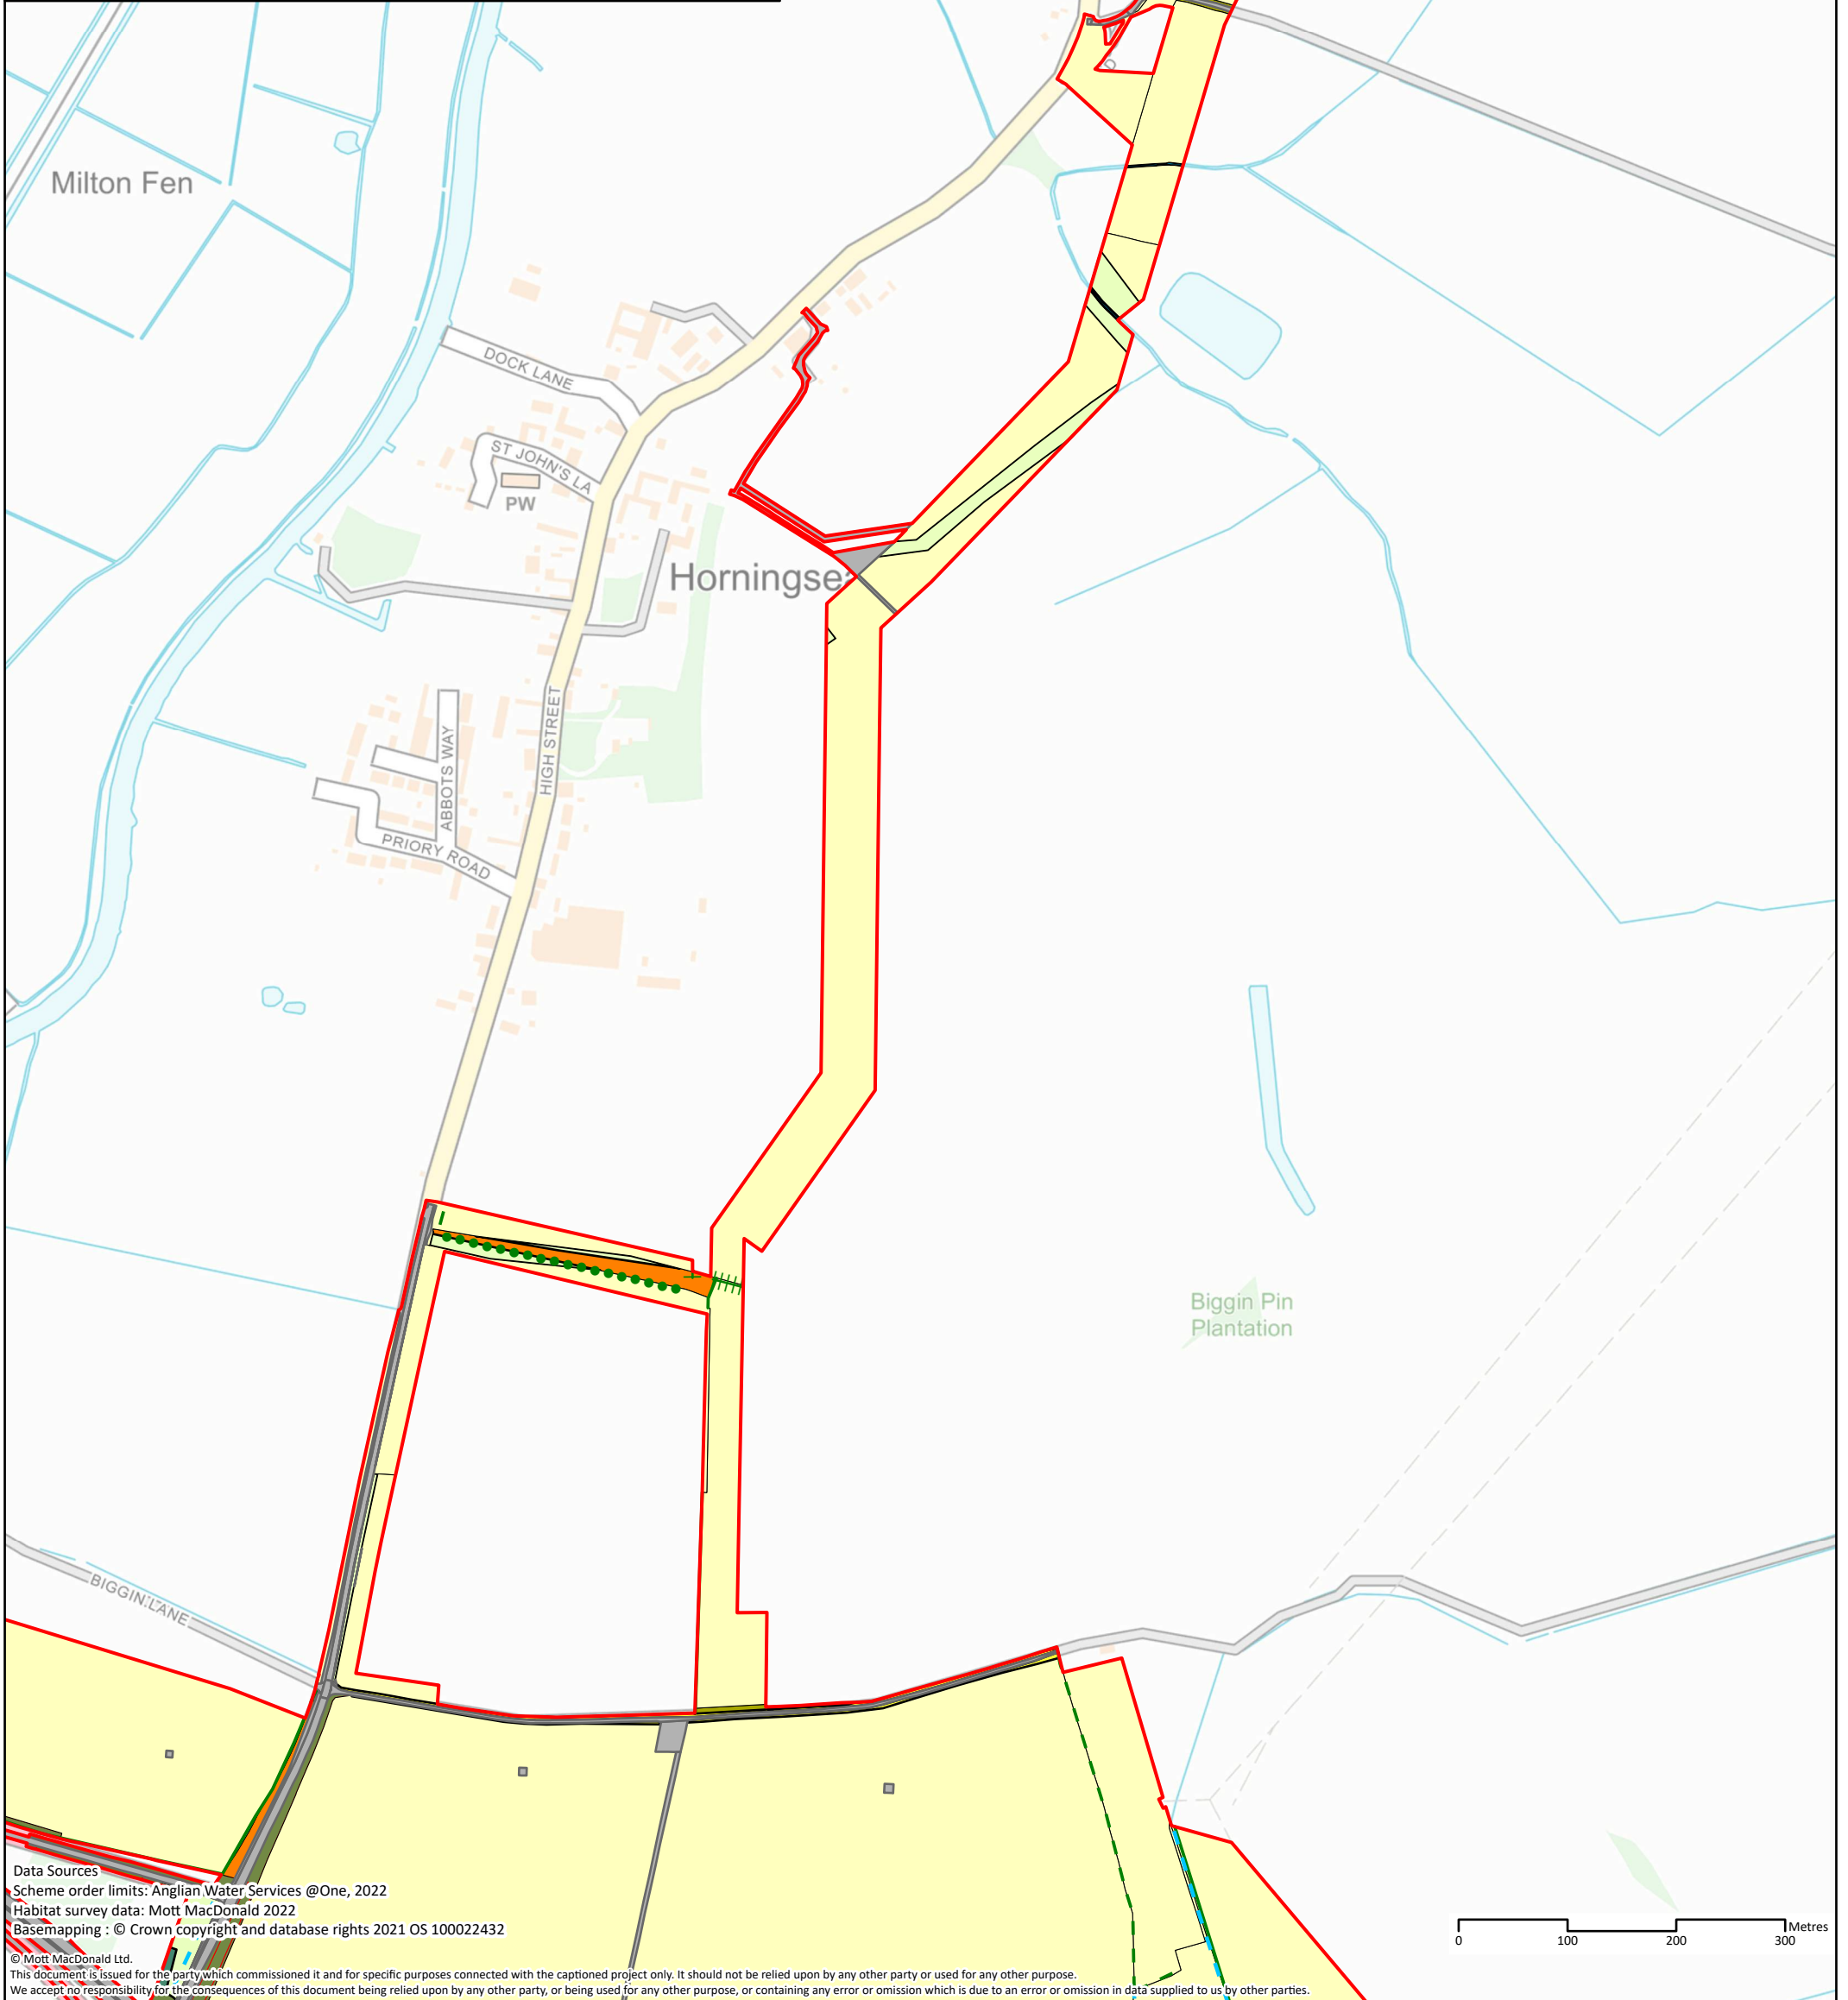 Milton Fen
DOCK LANE
ST JOHN'S LA
PW
Horningsea
HIGH STREET
ABBOTS WAY
PRIORY ROAD
Biggin Pin
Plantation
BIGGIN LANE
Data Sources
Scheme order limits: Anglian Water Services @One, 2022
Habitat survey data: Mott MacDonald 2022
Basemapping : © Crown copyright and database rights 2021 OS 100022432
Metres
0 100 200 300
© Mott MacDonald Ltd.
This document is issued for the party which commissioned it and for specific purposes connected with the captioned project only. It should not be relied upon by any other party or used for any other purpose.
We accept no responsibility for the consequences of this document being relied upon by any other party, or being used for any other purpose, or containing any error or omission which is due to an error or omission in data supplied to us by other parties.